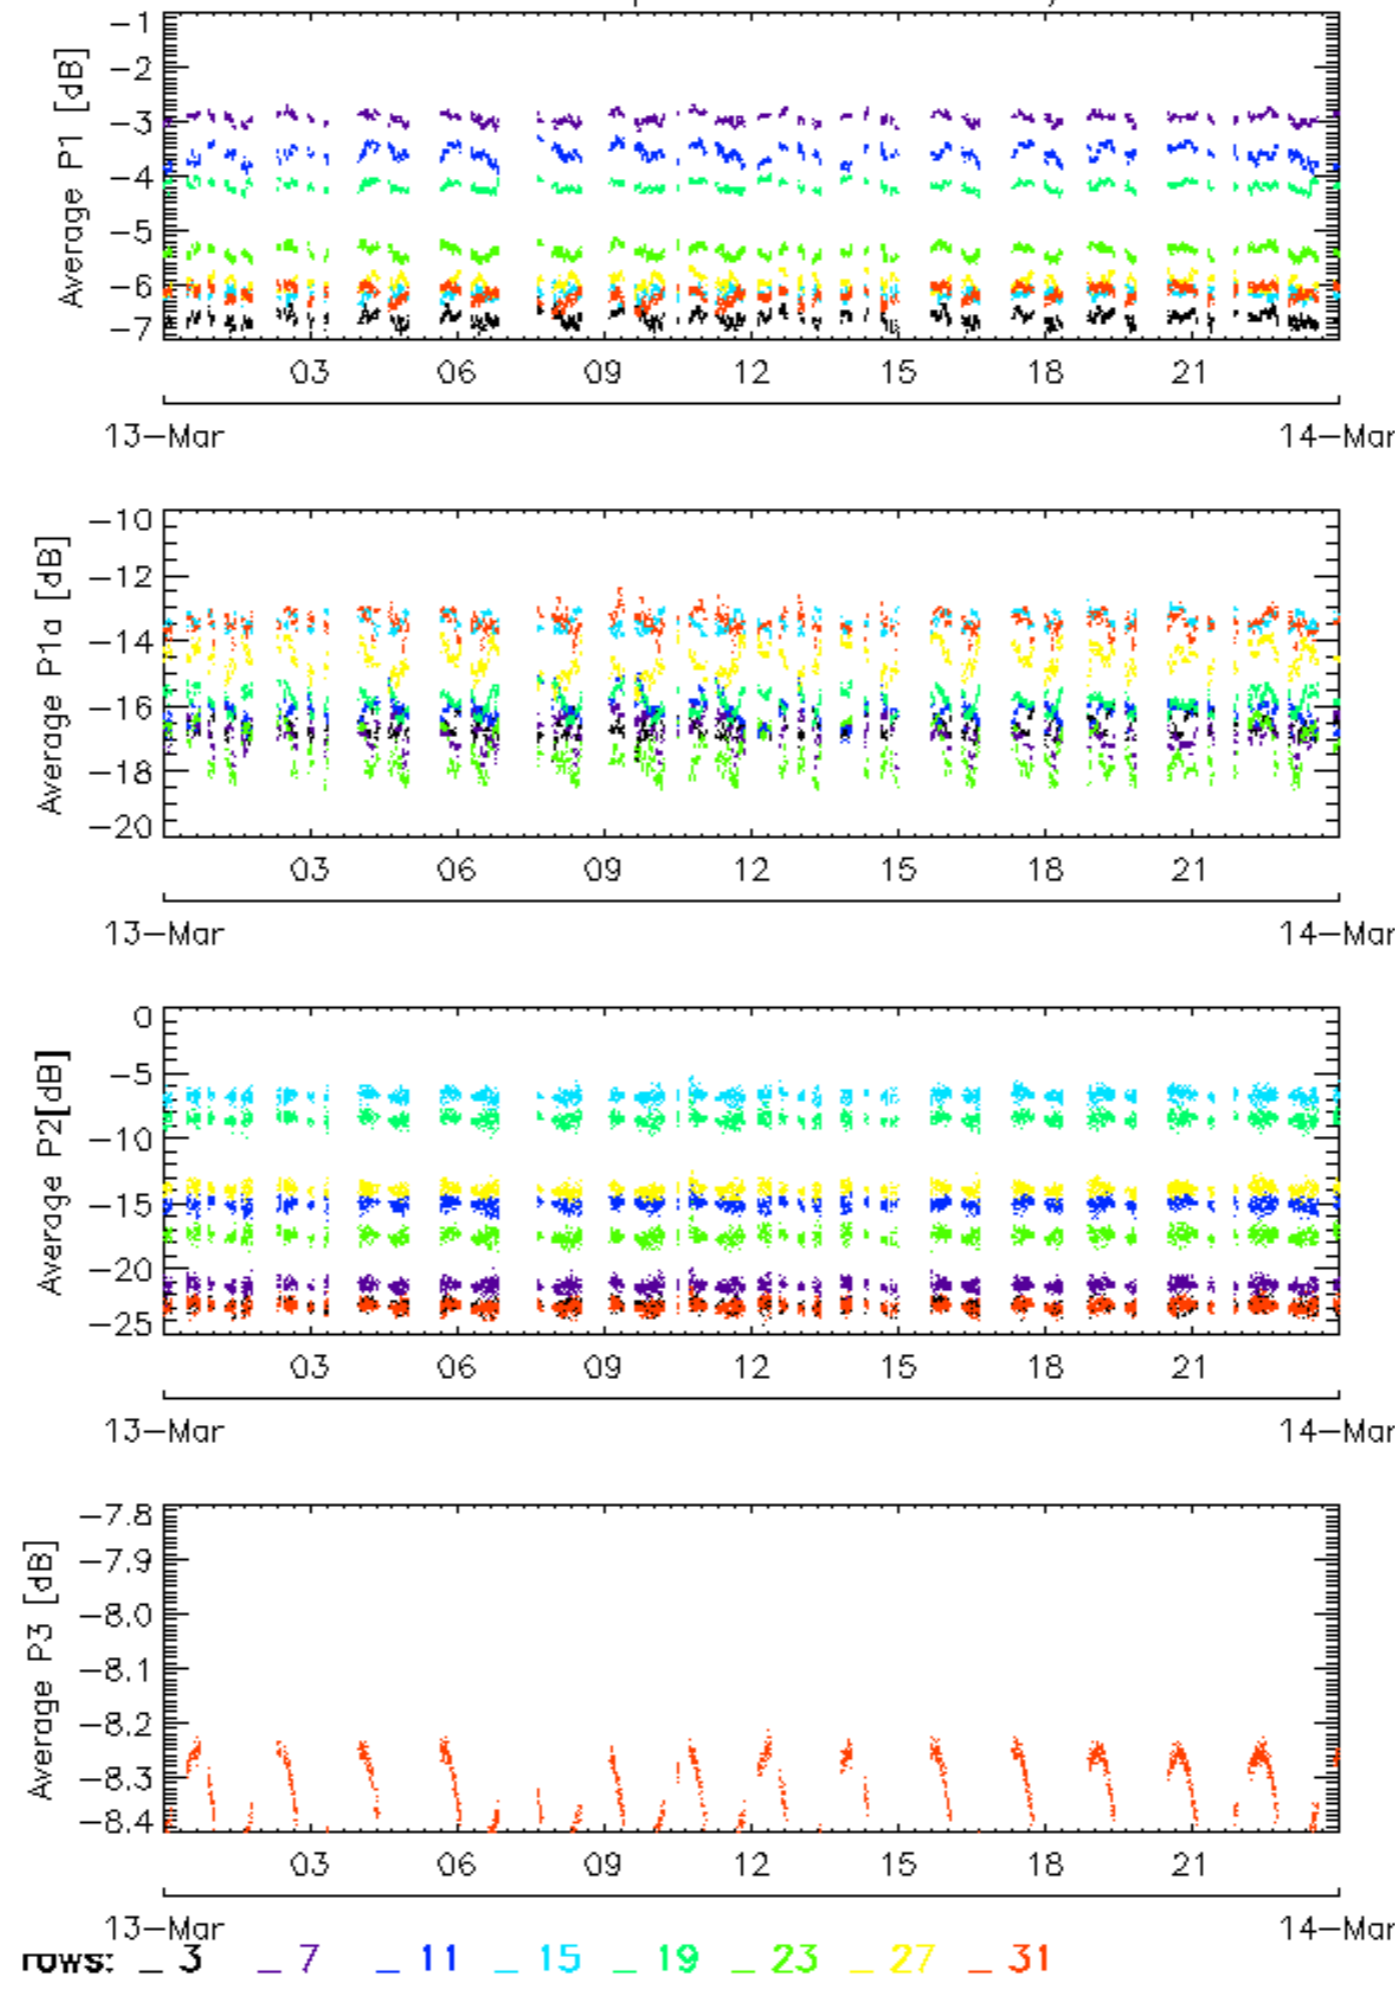 Average P1 [dB]
-1
-2
-3
-4
-5
-6
-7
03 06 09 12 15 18 21
13-Mar 14-Mar
Average P1a [dB]
-10
-12
-14
-16
-18
-20
03 06 09 12 15 18 21
13-Mar 14-Mar
Average P2[dB]
0
-5
-10
-15
-20
-25
03 06 09 12 15 18 21
13-Mar 14-Mar
Average P3 [dB]
-7.8
-7.9
-8.0
-8.1
-8.2
-8.3
-8.4
03 06 09 12 15 18 21
13-Mar 14-Mar
rows: _ 3 _ 7 _ 11 _ 15 _ 19 _ 23 _ 27 _ 31